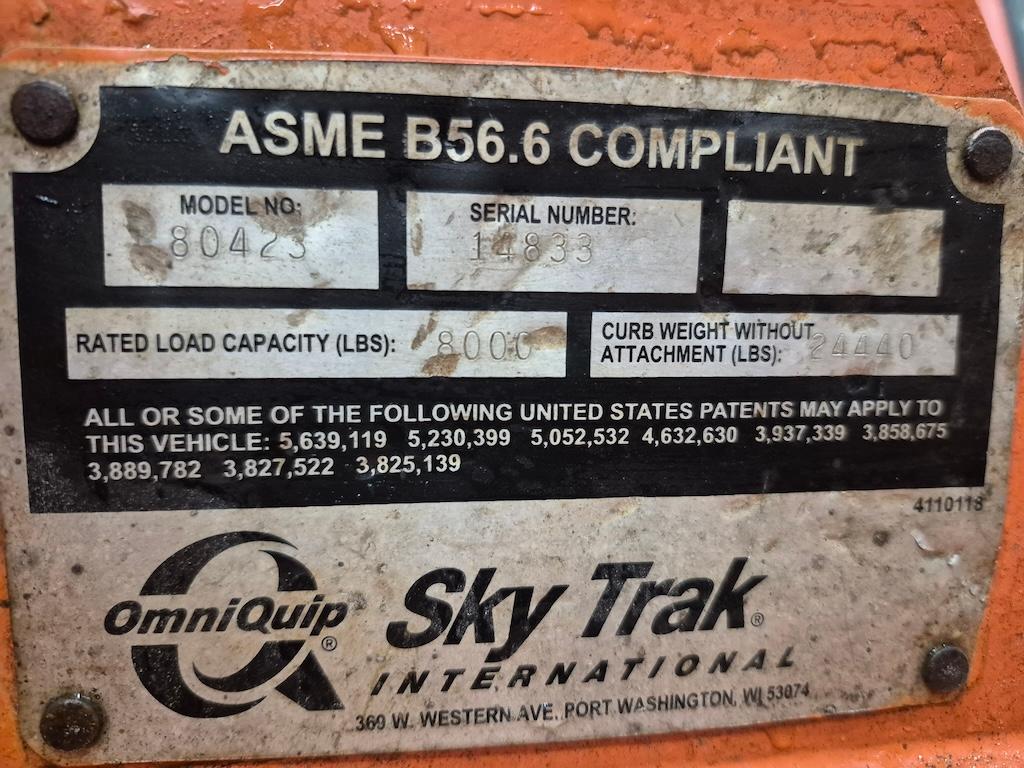 ASME B56.6 COMPLIANT
MODEL NO:
80423
SERIAL NUMBER:
14833
RATED LOAD CAPACITY (LBS): 8000
CURB WEIGHT WITHOUT
ATTACHMENT (LBS): 24440
ALL OR SOME OF THE FOLLOWING UNITED STATES PATENTS MAY APPLY TO
THIS VEHICLE: 5,639,119 5,230,399 5,052,532 4,632,630 3,937,339 3,858,675
3,889,782 3,827,522 3,825,139
4110118
OmniQuip®
Sky Trak®
INTERNATIONAL
369 W. WESTERN AVE. PORT WASHINGTON, WI 53074